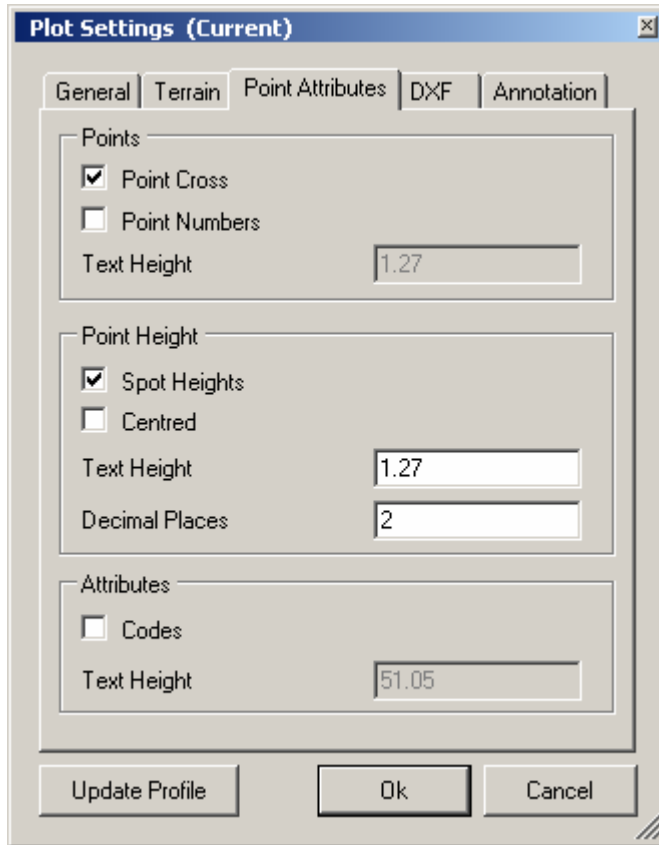 Plot Settings (Current)
General Terrain Point Attributes DXF Annotation
Points
Point Cross
Point Numbers
Text Height 1.27
Point Height
Spot Heights
Centred
Text Height 1.27
Decimal Places 2
Attributes
Codes
Text Height 51.05
Update Profile Ok Cancel